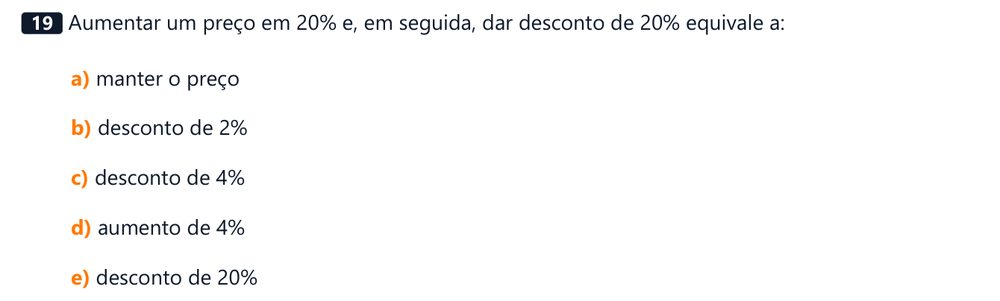 19 Aumentar um preço em 20% e, em seguida, dar desconto de 20% equivale a:
a) manter o preço
b) desconto de 2%
c) desconto de 4%
d) aumento de 4%
e) desconto de 20%